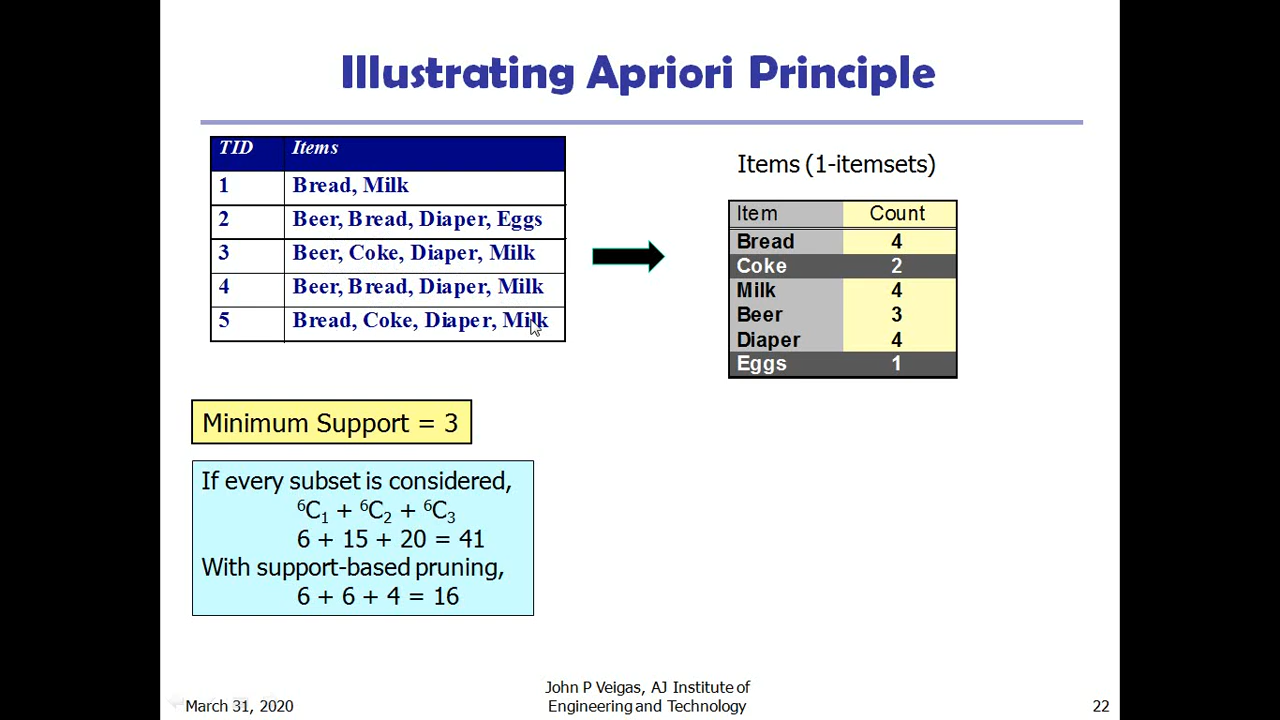 Illustrating Apriori Principle
TID Items
1 Bread, Milk
2 Beer, Bread, Diaper, Eggs
3 Beer, Coke, Diaper, Milk
4 Beer, Bread, Diaper, Milk
5 Bread, Coke, Diaper, Milk
Items (1-itemsets)
Item Count
Bread 4
Coke 2
Milk 4
Beer 3
Diaper 4
Eggs 1
Minimum Support = 3
If every subset is considered,
⁶C₁ + ⁶C₂ + ⁶C₃
6 + 15 + 20 = 41
With support-based pruning,
6 + 6 + 4 = 16
March 31, 2020
John P Veigas, AJ Institute of
Engineering and Technology
22